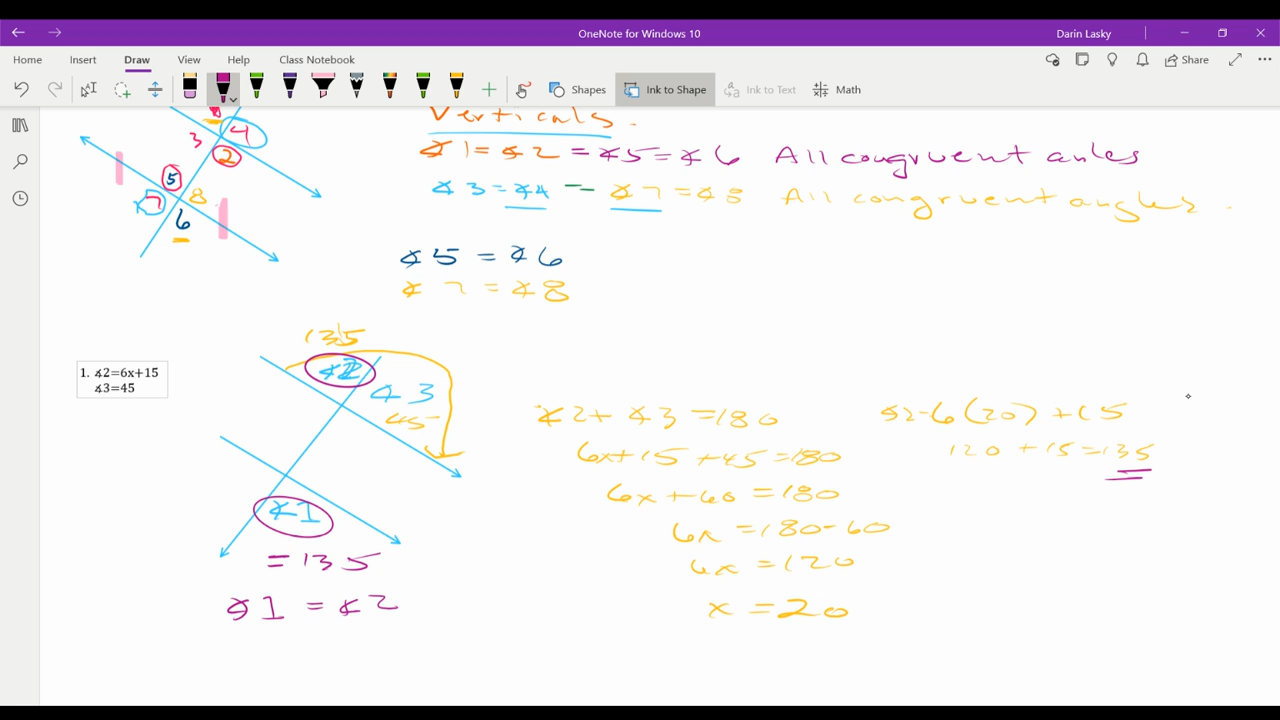 OneNote for Windows 10
Darin Lasky
Home Insert Draw View Help Class Notebook
Share
Shapes
Ink to Shape
Ink to Text
Math
Verticals.
∡1=∡2=∡5=∡6 All congruent anles
∡3=∡4=∡7=∡8 All congruent angles.
3 4
2
5
7 8
6
∡5=∡6
∡7=∡8
1. ∡2=6x+15
∡3=45
135
∡2
∡3
45
∡1
=135
∡1=∡2
∡2+∡3=180
6x+15+45=180
6x+60=180
6x=180-60
6x=120
x=20
∡2-6(20)+15
120+15=135